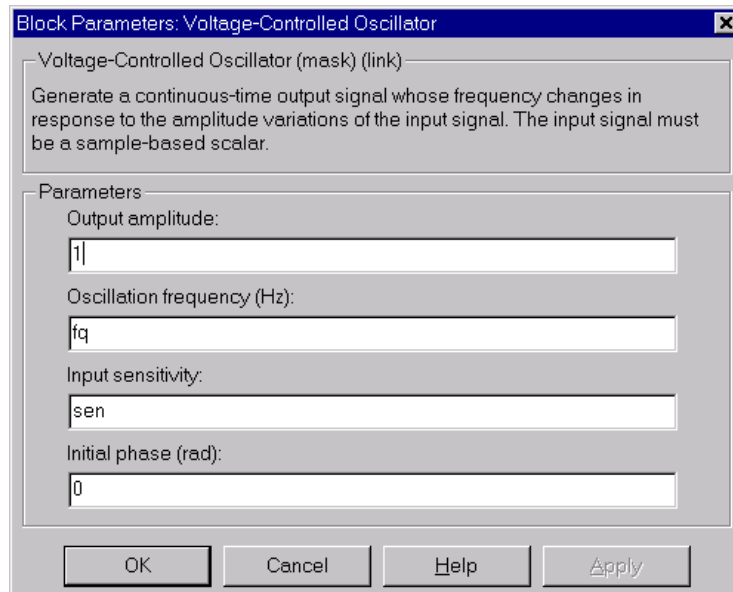 Block Parameters: Voltage-Controlled Oscillator
Voltage-Controlled Oscillator (mask) (link)
Generate a continuous-time output signal whose frequency changes in
response to the amplitude variations of the input signal. The input signal must
be a sample-based scalar.
Parameters
Output amplitude:
1
Oscillation frequency (Hz):
fq
Input sensitivity:
sen
Initial phase (rad):
0
OK Cancel Help Apply